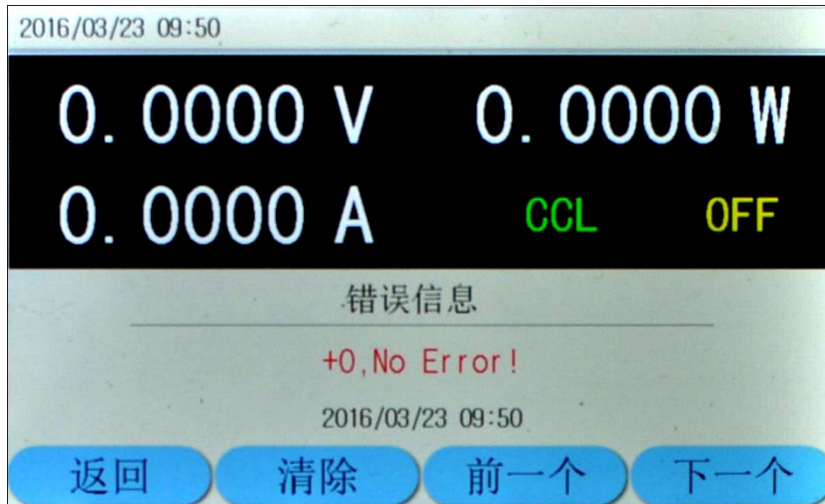 2016/03/23 09:50
0.0000 V 0.0000 W
0.0000 A CCL OFF
错误信息
+0,No Error!
2016/03/23 09:50
返回 清除 前一个 下一个